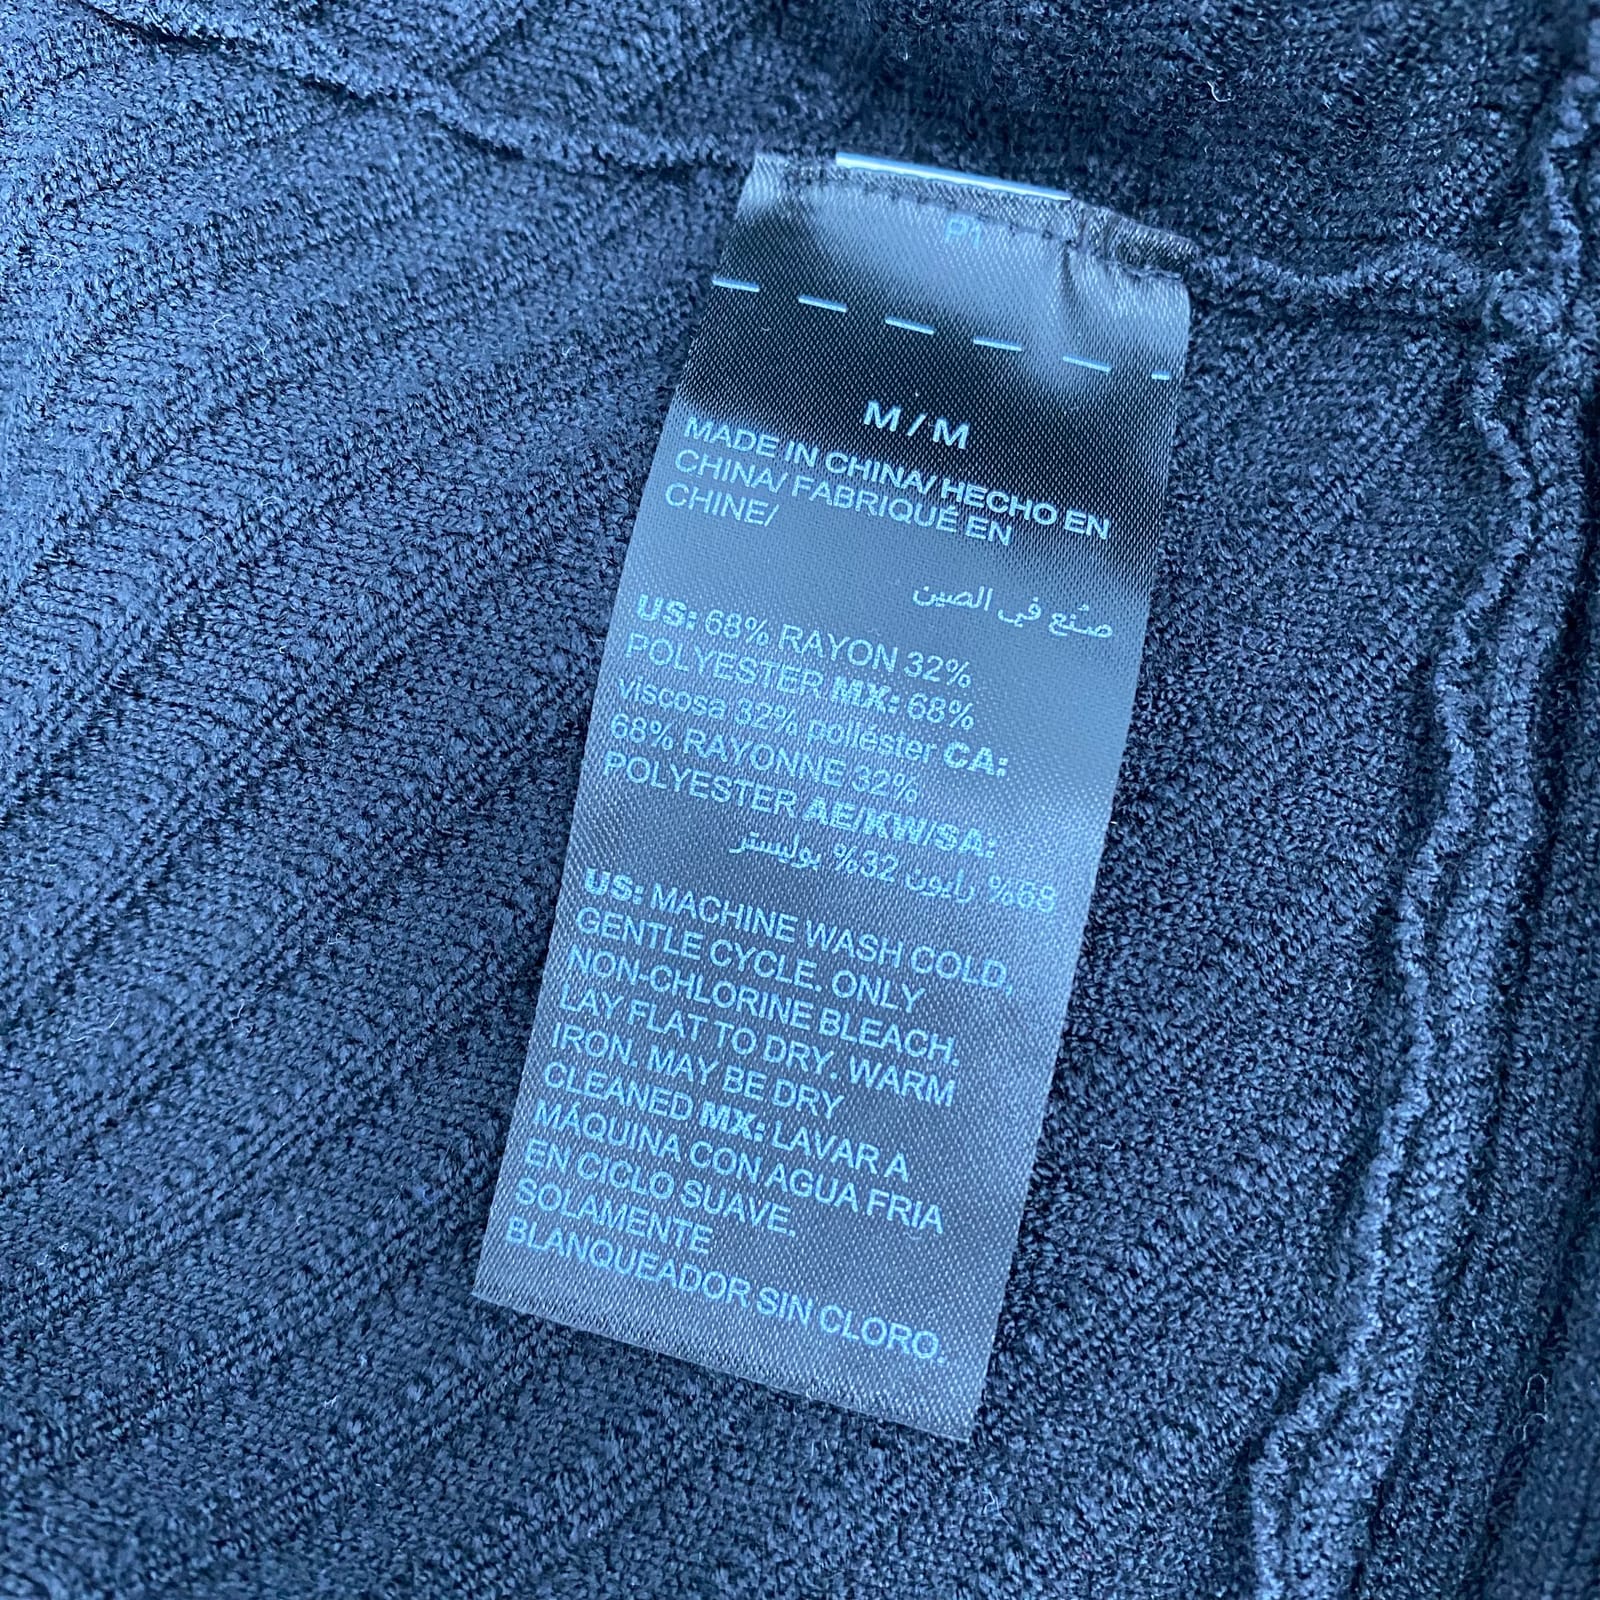 P1
M / M
MADE IN CHINA/ HECHO EN
CHINA/ FABRIQUÉ EN
CHINE/
صُنع في الصين
US: 68% RAYON 32%
POLYESTER MX: 68%
viscosa 32% poliéster CA:
68% RAYONNE 32%
POLYESTER AE/KW/SA:
68% رايون 32% بوليستر
US: MACHINE WASH COLD,
GENTLE CYCLE. ONLY
NON-CHLORINE BLEACH.
LAY FLAT TO DRY. WARM
IRON. MAY BE DRY
CLEANED MX: LAVAR A
MÁQUINA CON AGUA FRIA
EN CICLO SUAVE.
SOLAMENTE
BLANQUEADOR SIN CLORO.